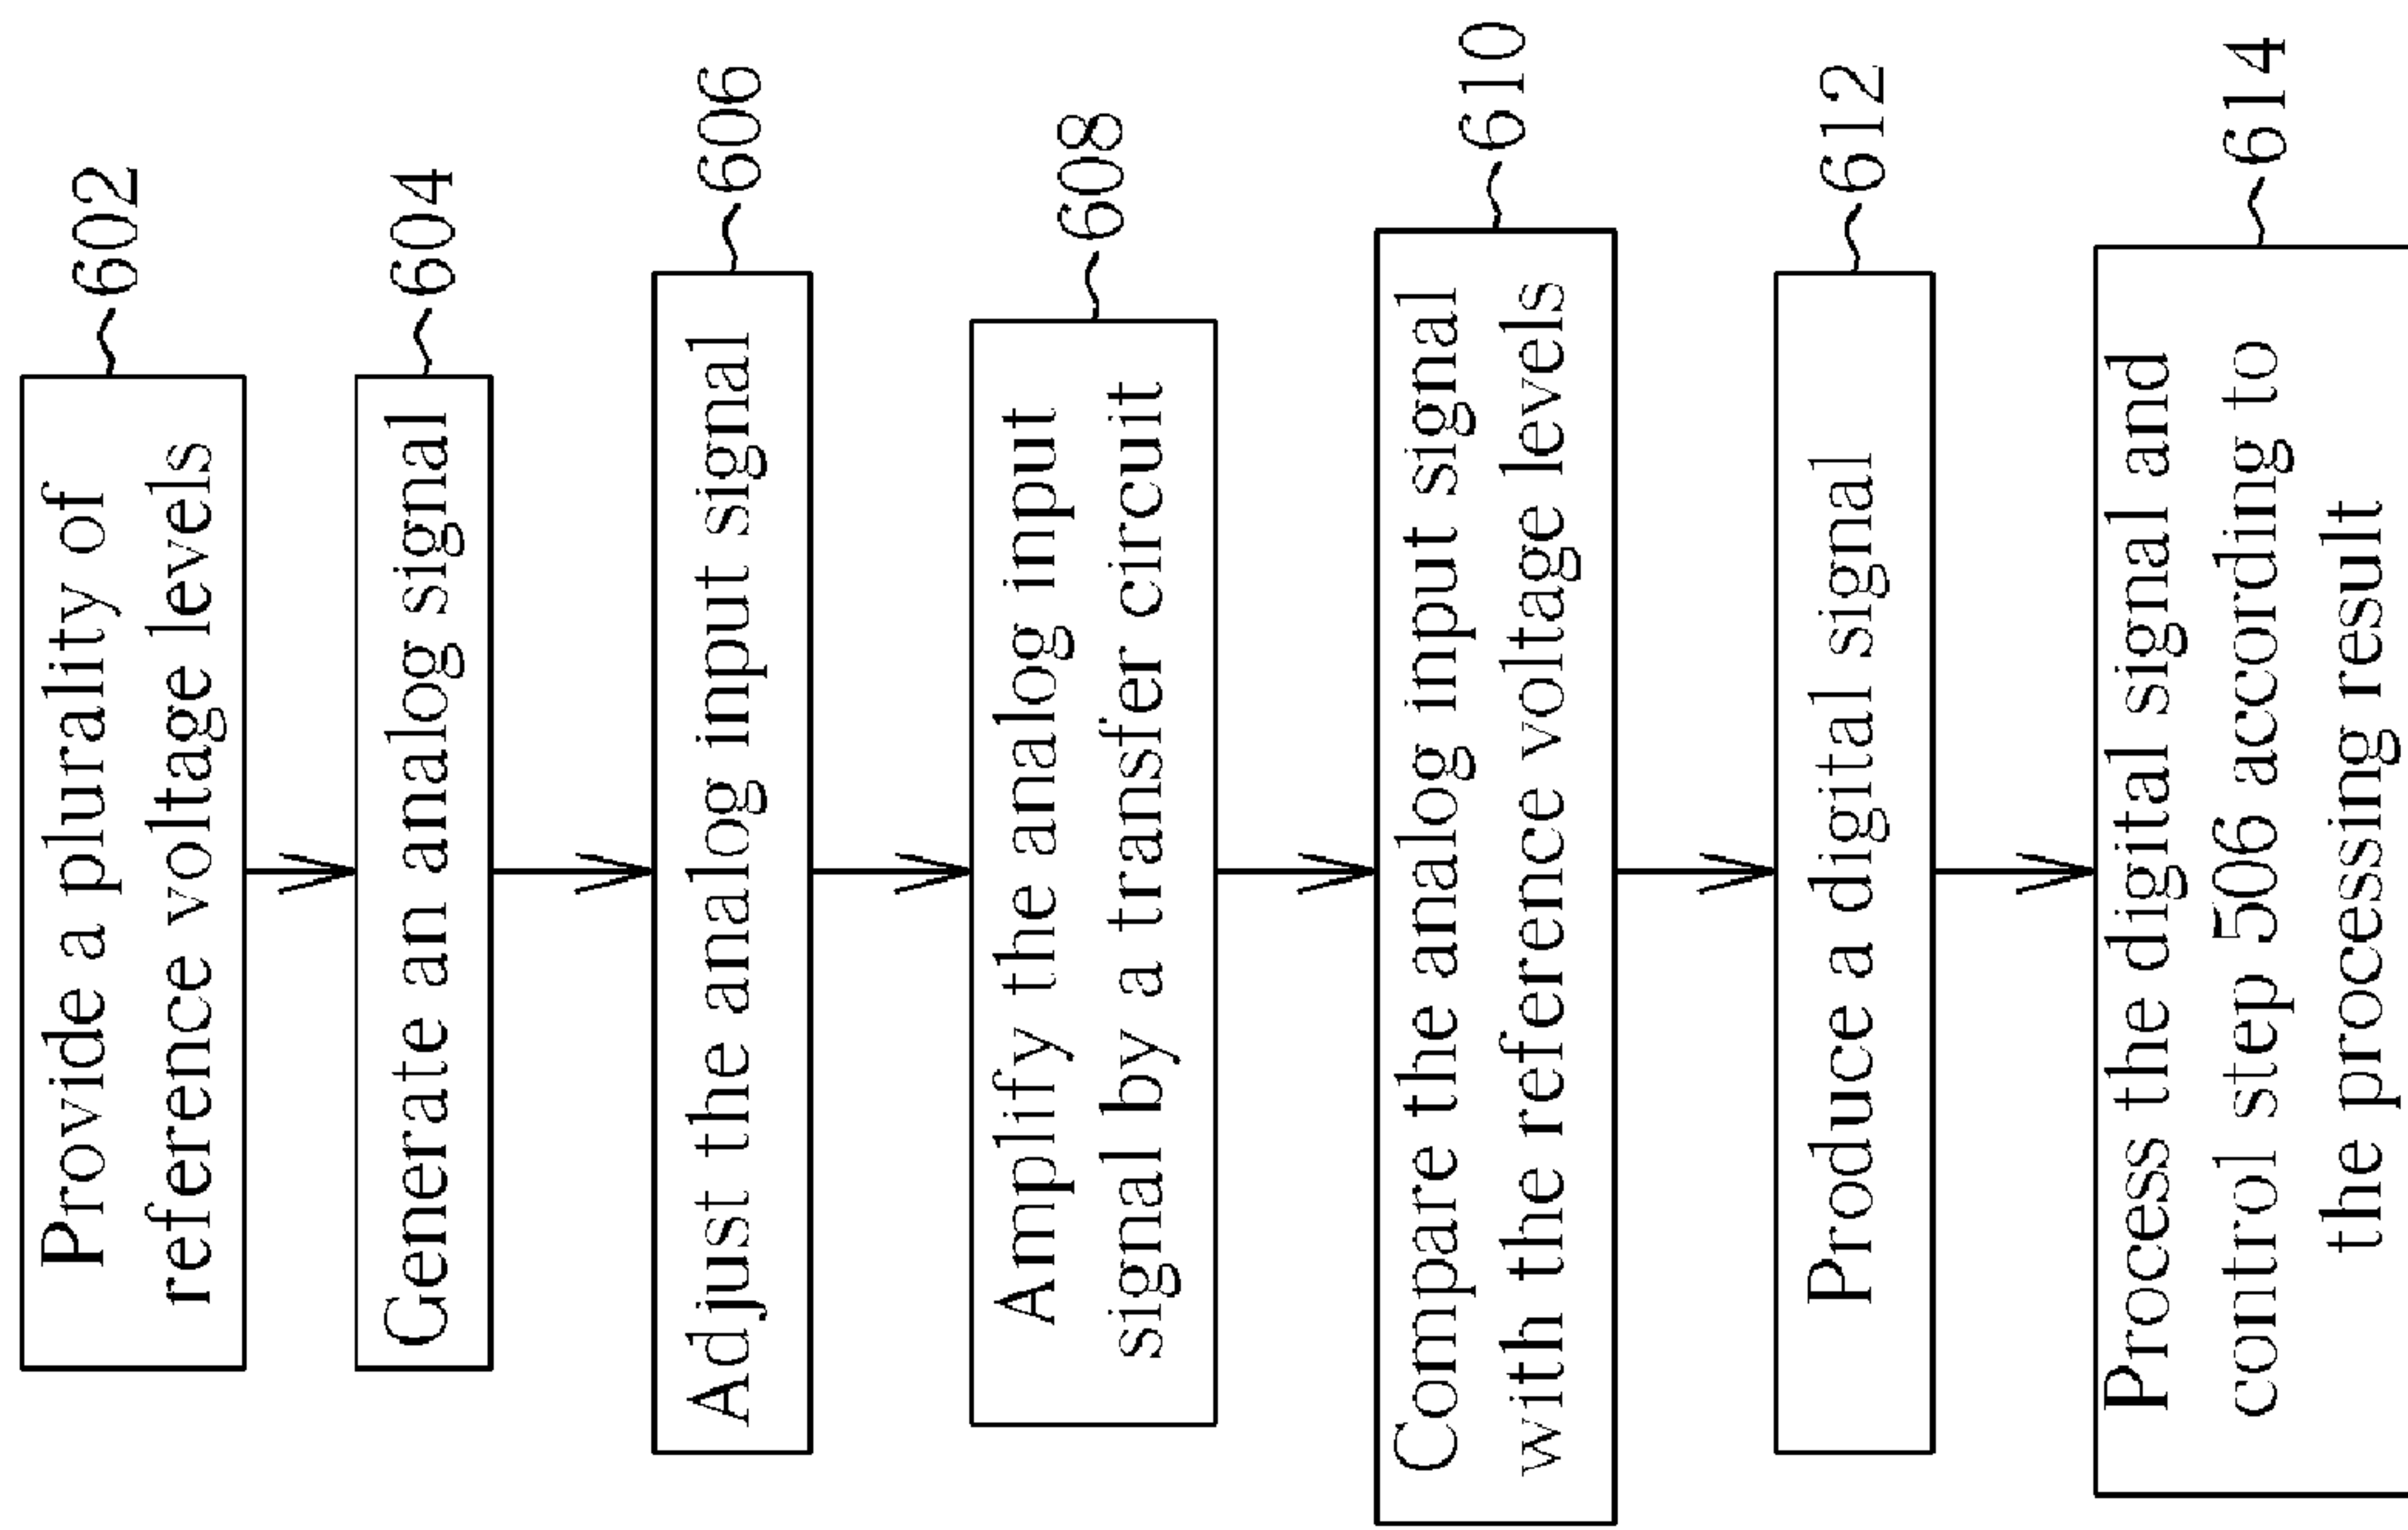 Provide a plurality of
reference voltage levels
602
Generate an analog signal
604
Adjust the analog input signal
606
Amplify the analog input
signal by a transfer circuit
608
Compare the analog input signal
with the reference voltage levels
610
Produce a digital signal
612
Process the digital signal and
control step 506 according to
the processing result
614